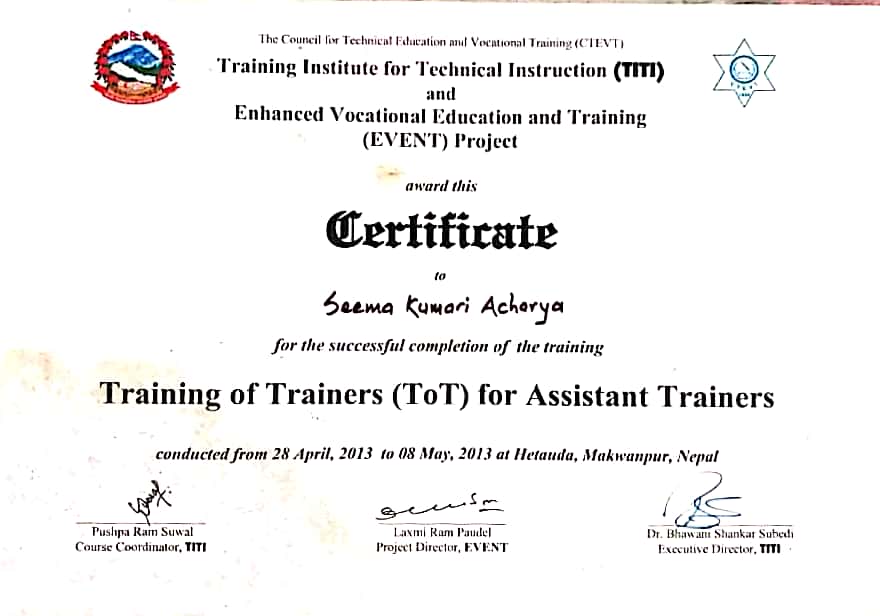 The Council for Technical Education and Vocational Training (CTEVT)
Training Institute for Technical Instruction (TITI)
and
Enhanced Vocational Education and Training
(EVENT) Project
award this
Certificate
to
Seema Kumari Acharya
for the successful completion of the training
Training of Trainers (ToT) for Assistant Trainers
conducted from 28 April, 2013 to 08 May, 2013 at Hetauda, Makwanpur, Nepal
Pushpa Ram Suwal
Course Coordinator, TITI
Laxmi Ram Paudel
Project Director, EVENT
Dr. Bhawani Shankar Subedi
Executive Director, TITI